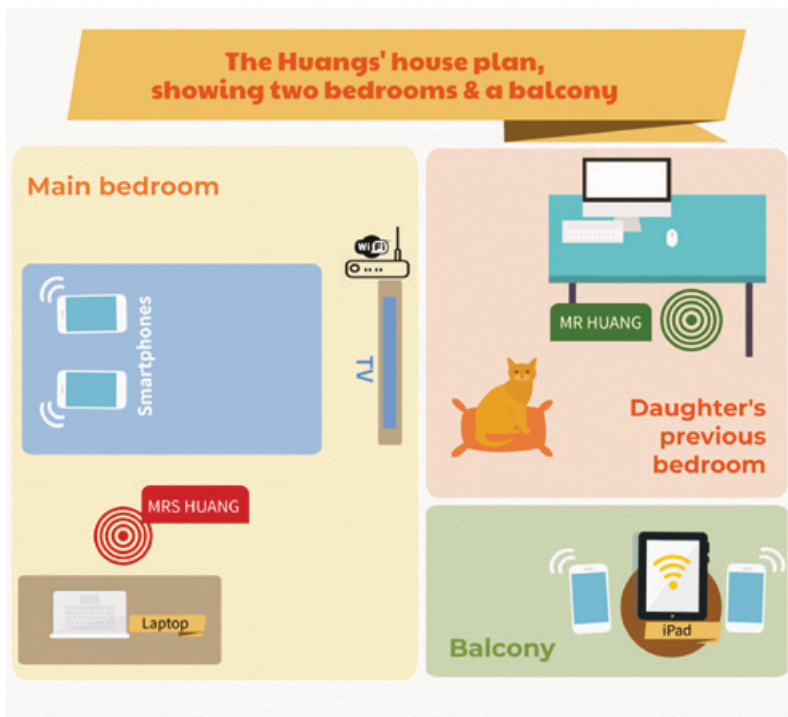 The Huangs' house plan,
showing two bedrooms & a balcony
Main bedroom
WiFi
Smartphones
TV
MRS HUANG
Laptop
MR HUANG
Daughter's
previous
bedroom
iPad
Balcony